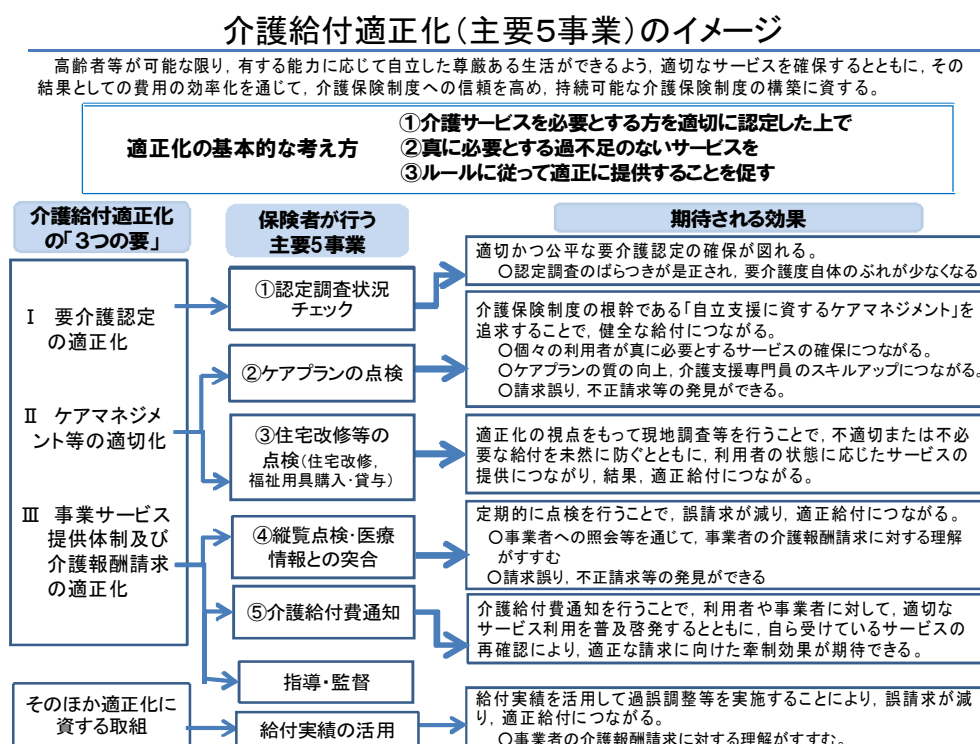 介護給付適正化(主要5事業)のイメージ
高齢者等が可能な限り,有する能力に応じて自立した尊厳ある生活ができるよう,適切なサービスを確保するとともに,その
結果としての費用の効率化を通じて,介護保険制度への信頼を高め,持続可能な介護保険制度の構築に資する。
適正化の基本的な考え方
①介護サービスを必要とする方を適切に認定した上で
②真に必要とする過不足のないサービスを
③ルールに従って適正に提供することを促す
介護給付適正化
の「3つの要」
保険者が行う
主要5事業
期待される効果
Ⅰ 要介護認定
の適正化
Ⅱ ケアマネジメ
ント等の適切化
Ⅲ 事業サービス
提供体制及び
介護報酬請求
の適正化
そのほか適正化に
資する取組
①認定調査状況
チェック
②ケアプランの点検
③住宅改修等の
点検(住宅改修,
福祉用具購入・貸与)
④縦覧点検・医療
情報との突合
⑤介護給付費通知
指導・監督
給付実績の活用
適切かつ公平な要介護認定の確保が図れる。
○認定調査のばらつきが是正され,要介護度自体のぶれが少なくなる
介護保険制度の根幹である「自立支援に資するケアマネジメント」を
追求することで,健全な給付につながる。
○個々の利用者が真に必要とするサービスの確保につながる。
○ケアプランの質の向上,介護支援専門員のスキルアップにつながる。
○請求誤り,不正請求等の発見ができる。
適正化の視点をもって現地調査等を行うことで,不適切または不必
要な給付を未然に防ぐとともに,利用者の状態に応じたサービスの
提供につながり,結果,適正給付につながる。
定期的に点検を行うことで,誤請求が減り,適正給付につながる。
○事業者への照会等を通じて,事業者の介護報酬請求に対する理解
がすすむ
○請求誤り,不正請求等の発見ができる
介護給付費通知を行うことで,利用者や事業者に対して,適切な
サービス利用を普及啓発するとともに,自ら受けているサービスの
再確認により,適正な請求に向けた牽制効果が期待できる。
給付実績を活用して過誤調整等を実施することにより,誤請求が減
り,適正給付につながる。
○事業者の介護報酬請求に対する理解がすすむ。